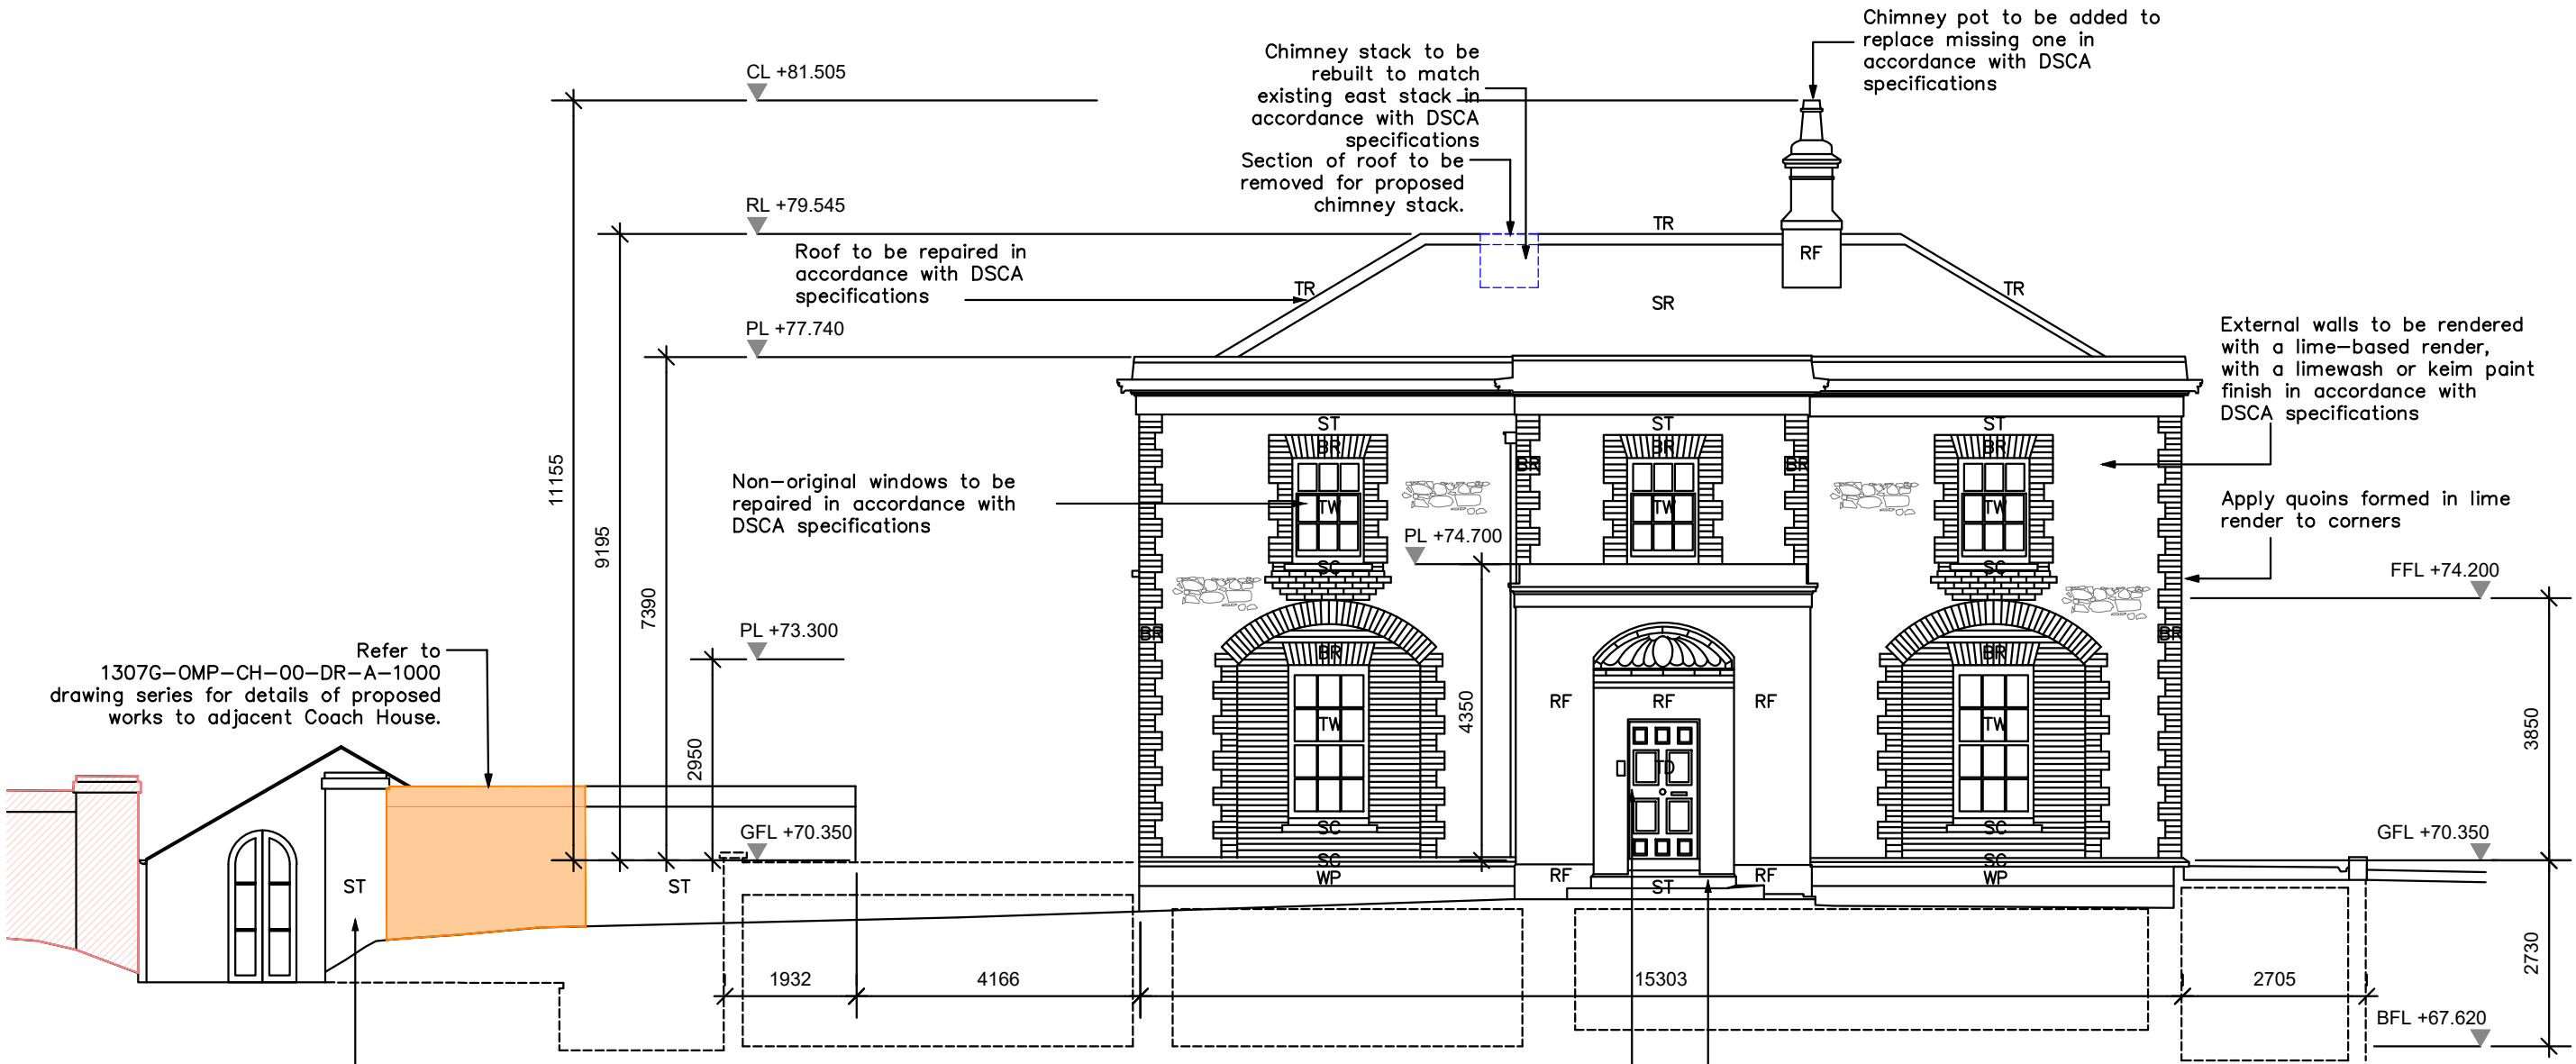 Chimney pot to be added to
replace missing one in
accordance with DSCA
specifications
Chimney stack to be
rebuilt to match
existing east stack in
accordance with DSCA
specifications
Section of roof to be
removed for proposed
chimney stack.
CL +81.505
RL +79.545
Roof to be repaired in
accordance with DSCA
specifications
PL +77.740
TR
TR
TR
RF
SR
External walls to be rendered
with a lime-based render,
with a limewash or keim paint
finish in accordance with
DSCA specifications
Apply quoins formed in lime
render to corners
Non-original windows to be
repaired in accordance with
DSCA specifications
ST
ST
ST
BR
BR
BR
BR
BR
TW
TW
TW
PL +74.700
SC
SC
FFL +74.200
11155
9195
7390
2950
4350
PL +73.300
BR
BR
BR
BR
Refer to
1307G-OMP-CH-00-DR-A-1000
drawing series for details of proposed
works to adjacent Coach House.
RF
RF
RF
TW
TW
TD
3850
GFL +70.350
SC
SC
GFL +70.350
SC
SC
WP
WP
RF
RF
ST
ST
ST
1932
4166
15303
2705
2730
BFL +67.620